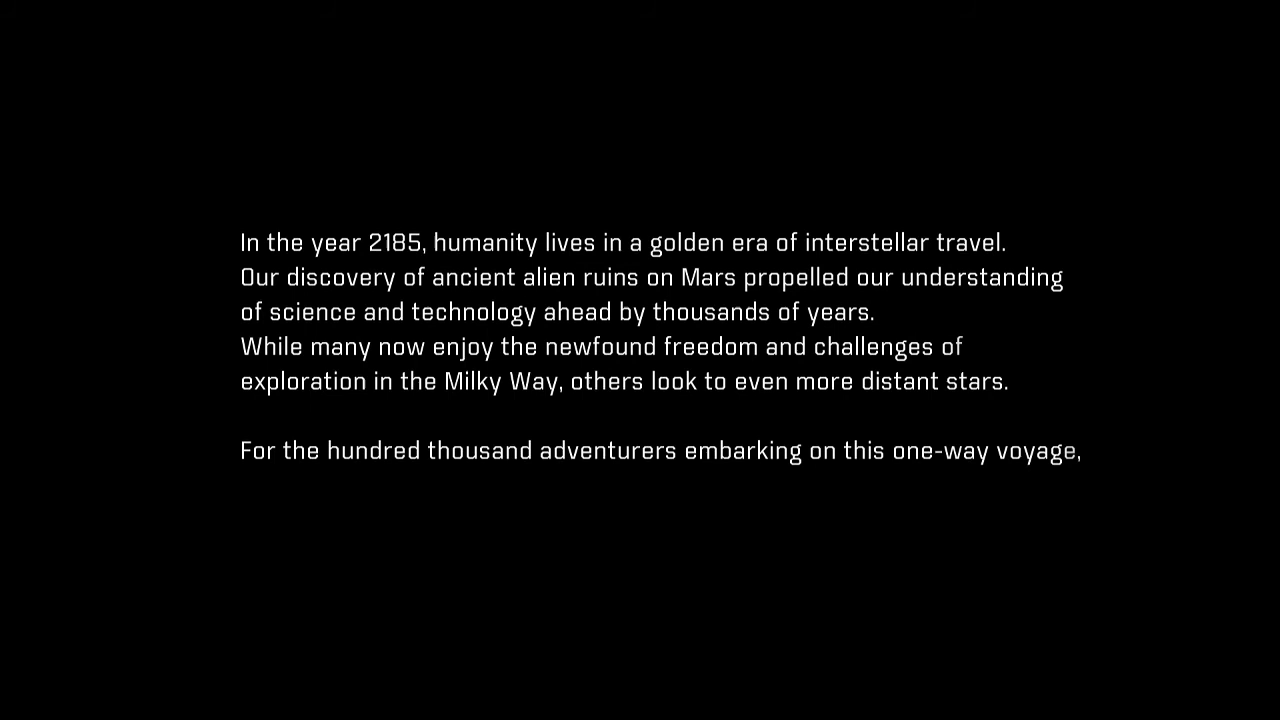 In the year 2185, humanity lives in a golden era of interstellar travel.
Our discovery of ancient alien ruins on Mars propelled our understanding
of science and technology ahead by thousands of years.
While many now enjoy the newfound freedom and challenges of
exploration in the Milky Way, others look to even more distant stars.
For the hundred thousand adventurers embarking on this one-way voyage,